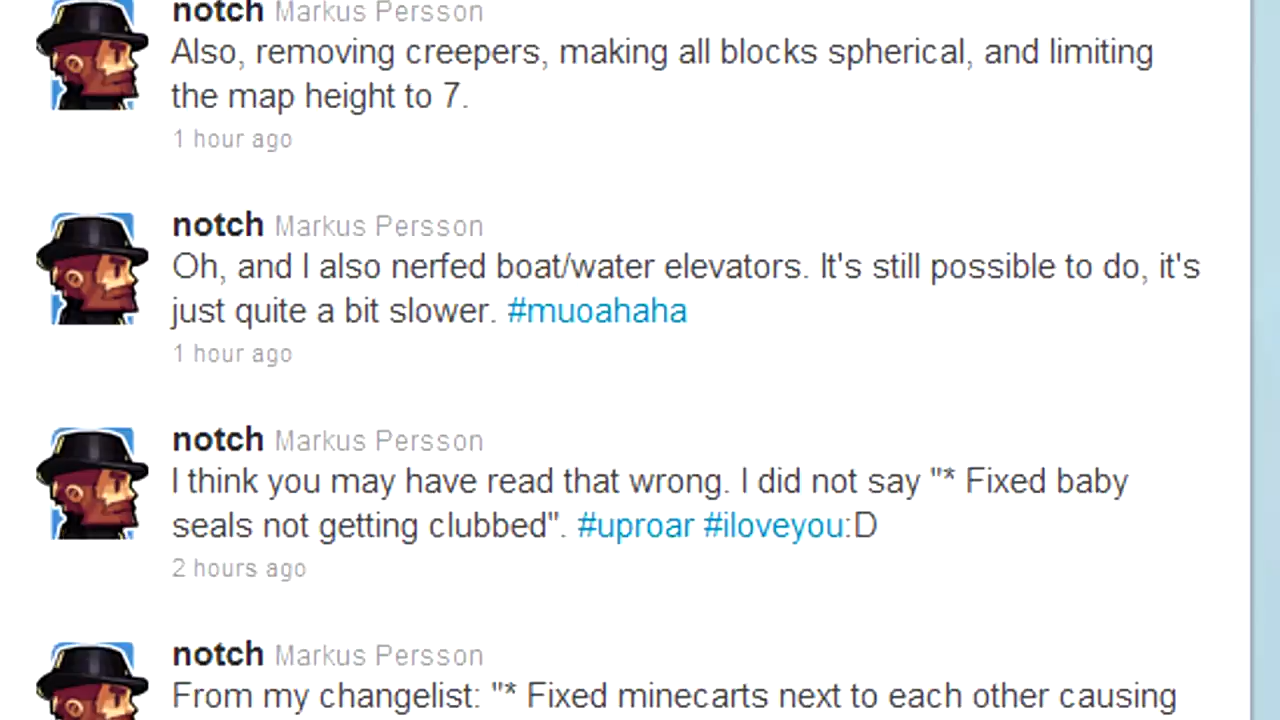 notch Markus Persson
Also, removing creepers, making all blocks spherical, and limiting
the map height to 7.
1 hour ago
notch Markus Persson
Oh, and I also nerfed boat/water elevators. It's still possible to do, it's
just quite a bit slower. #muoahaha
1 hour ago
notch Markus Persson
I think you may have read that wrong. I did not say "* Fixed baby
seals not getting clubbed". #uproar #iloveyou:D
2 hours ago
notch Markus Persson
From my changelist: "* Fixed minecarts next to each other causing